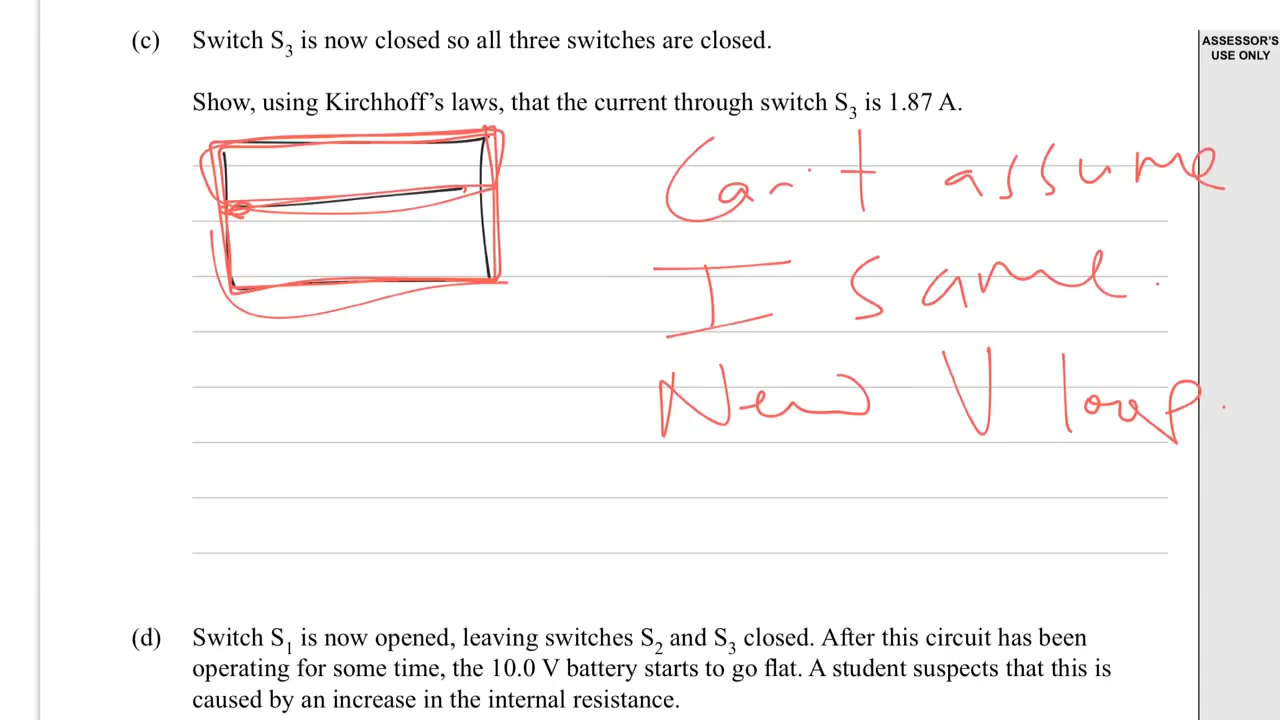 (c) Switch S3 is now closed so all three switches are closed.
ASSESSOR'S
USE ONLY
Show, using Kirchhoff's laws, that the current through switch S3 is 1.87 A.
Can't assume
I same.
New V loop.
(d) Switch S1 is now opened, leaving switches S2 and S3 closed. After this circuit has been
operating for some time, the 10.0 V battery starts to go flat. A student suspects that this is
caused by an increase in the internal resistance.